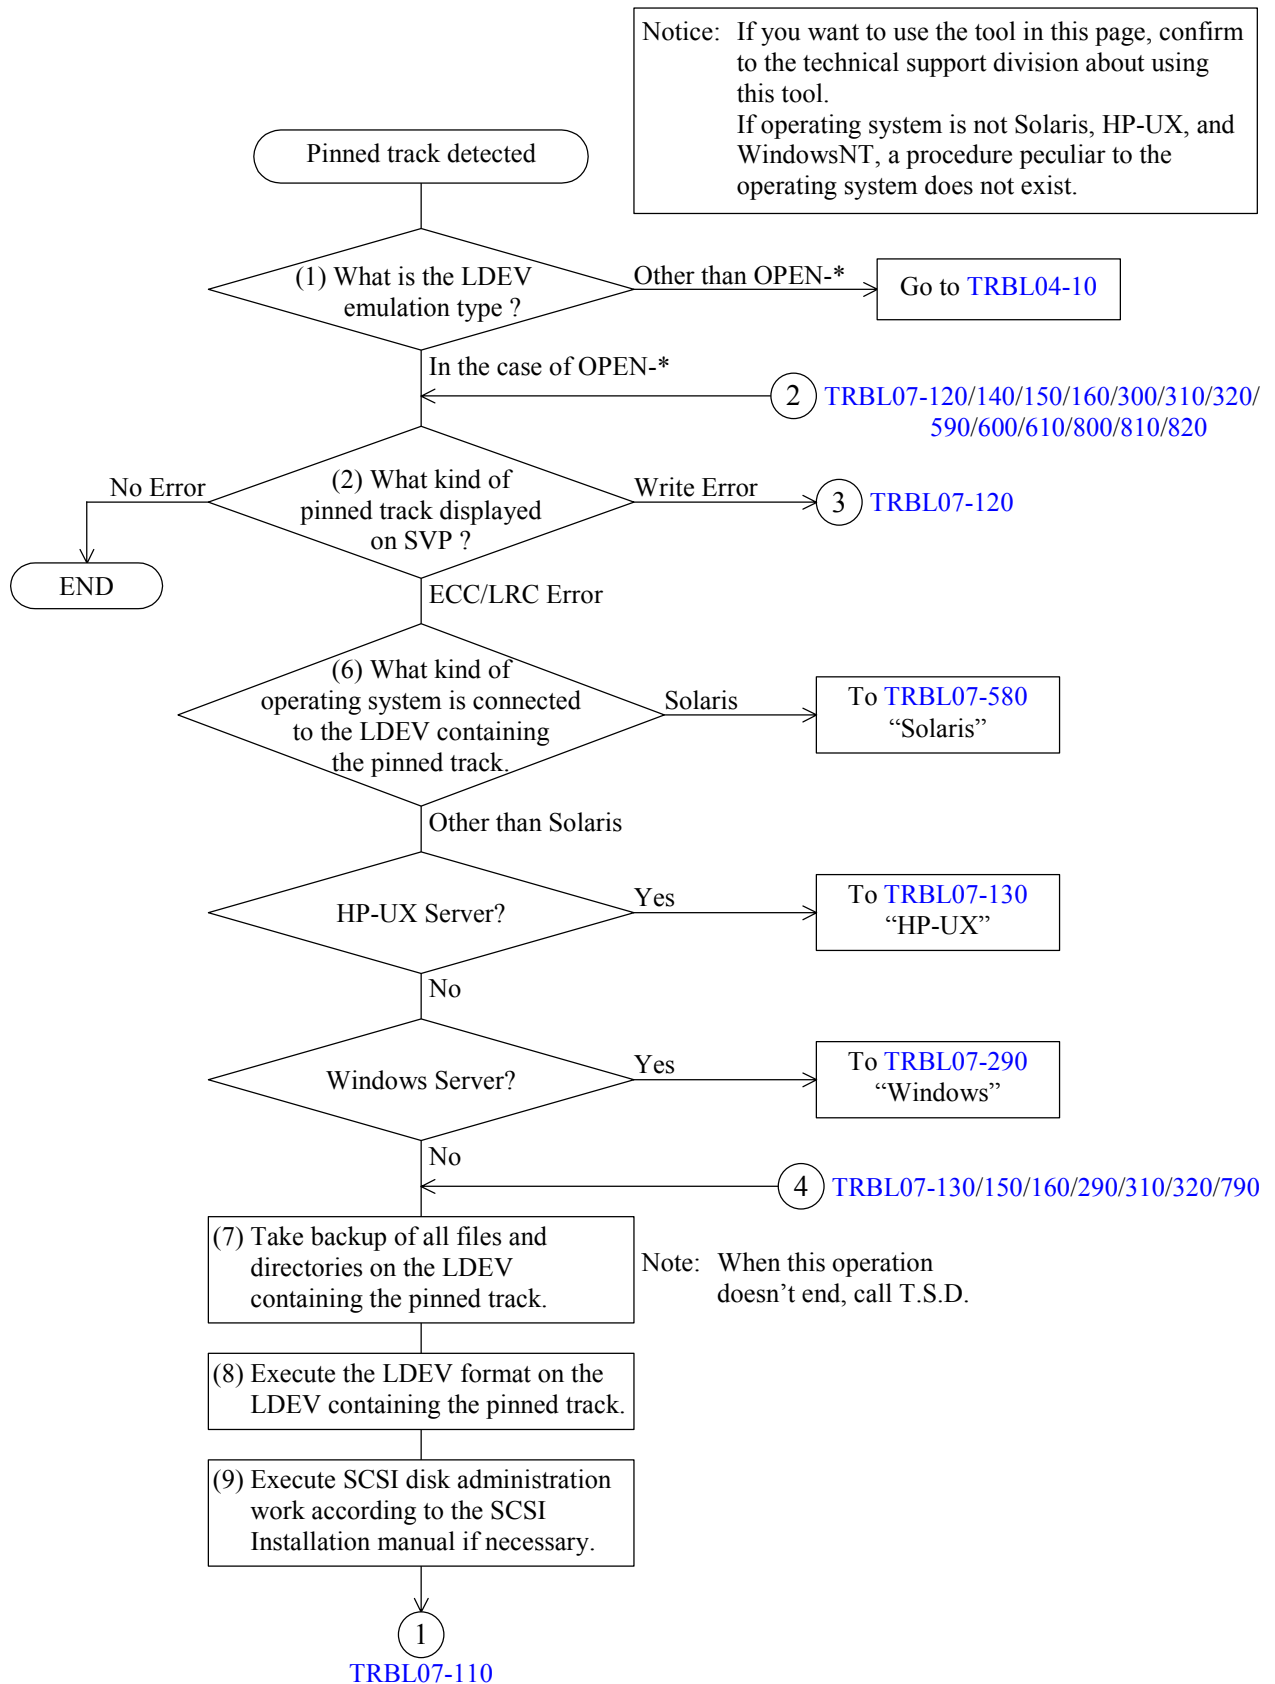 Notice: If you want to use the tool in this page, confirm
to the technical support division about using
this tool.
If operating system is not Solaris, HP-UX, and
WindowsNT, a procedure peculiar to the
operating system does not exist.
Pinned track detected
(1) What is the LDEV
emulation type ?
Other than OPEN-*
Go to TRBL04-10
In the case of OPEN-*
2 TRBL07-120/140/150/160/300/310/320/
590/600/610/800/810/820
(2) What kind of
pinned track displayed
on SVP ?
No Error
END
Write Error
3 TRBL07-120
ECC/LRC Error
(6) What kind of
operating system is connected
to the LDEV containing
the pinned track.
Solaris
To TRBL07-580
“Solaris”
Other than Solaris
HP-UX Server?
Yes
To TRBL07-130
“HP-UX”
No
Windows Server?
Yes
To TRBL07-290
“Windows”
No
4 TRBL07-130/150/160/290/310/320/790
(7) Take backup of all files and
directories on the LDEV
containing the pinned track.
Note: When this operation
doesn’t end, call T.S.D.
(8) Execute the LDEV format on the
LDEV containing the pinned track.
(9) Execute SCSI disk administration
work according to the SCSI
Installation manual if necessary.
1
TRBL07-110